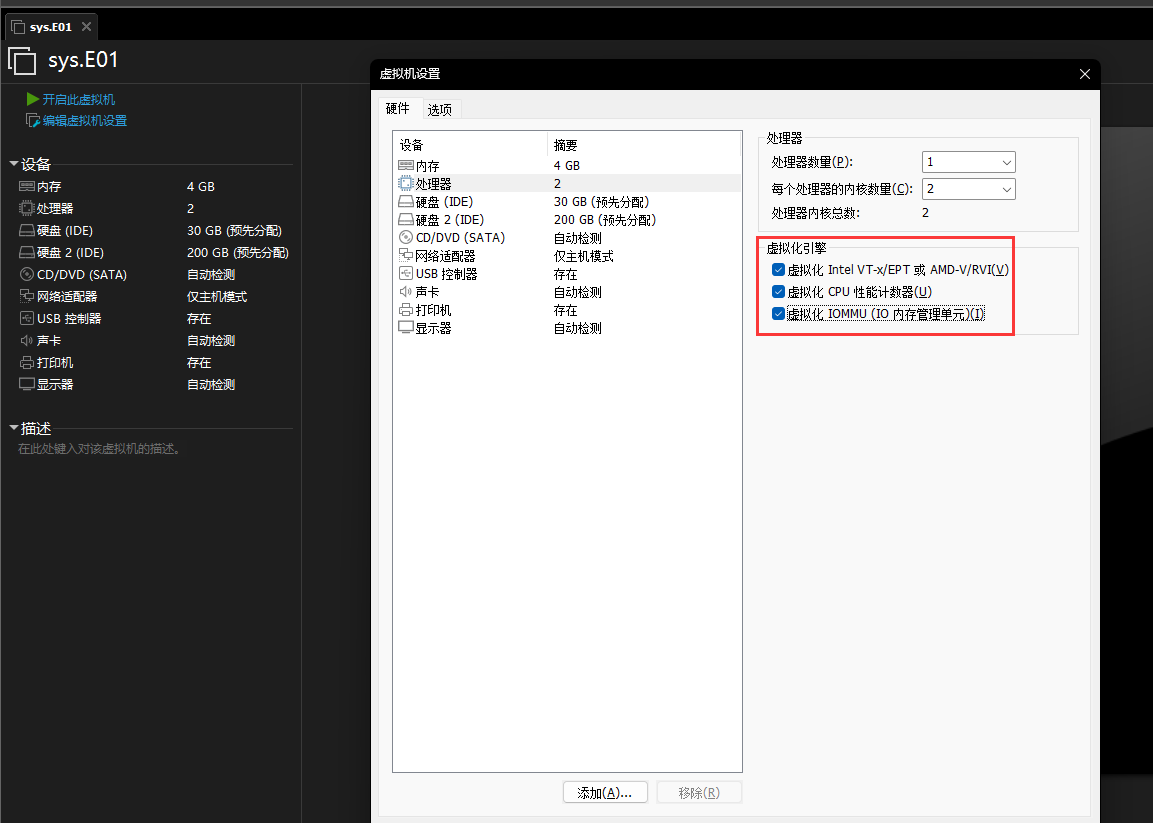 sys.E01
sys.E01
开启此虚拟机
编辑虚拟机设置
设备
内存 4 GB
处理器 2
硬盘 (IDE) 30 GB (预先分配)
硬盘 2 (IDE) 200 GB (预先分配)
CD/DVD (SATA) 自动检测
网络适配器 仅主机模式
USB 控制器 存在
声卡 自动检测
打印机 存在
显示器 自动检测
描述
在此处键入对该虚拟机的描述。
虚拟机设置
硬件 选项
设备 摘要
内存 4 GB
处理器 2
硬盘 (IDE) 30 GB (预先分配)
硬盘 2 (IDE) 200 GB (预先分配)
CD/DVD (SATA) 自动检测
网络适配器 仅主机模式
USB 控制器 存在
声卡 自动检测
打印机 存在
显示器 自动检测
添加(A)... 移除(R)
处理器
处理器数量(P): 1
每个处理器的内核数量(C): 2
处理器内核总数: 2
虚拟化引擎
虚拟化 Intel VT-x/EPT 或 AMD-V/RVI(V)
虚拟化 CPU 性能计数器(U)
虚拟化 IOMMU (IO 内存管理单元)(I)